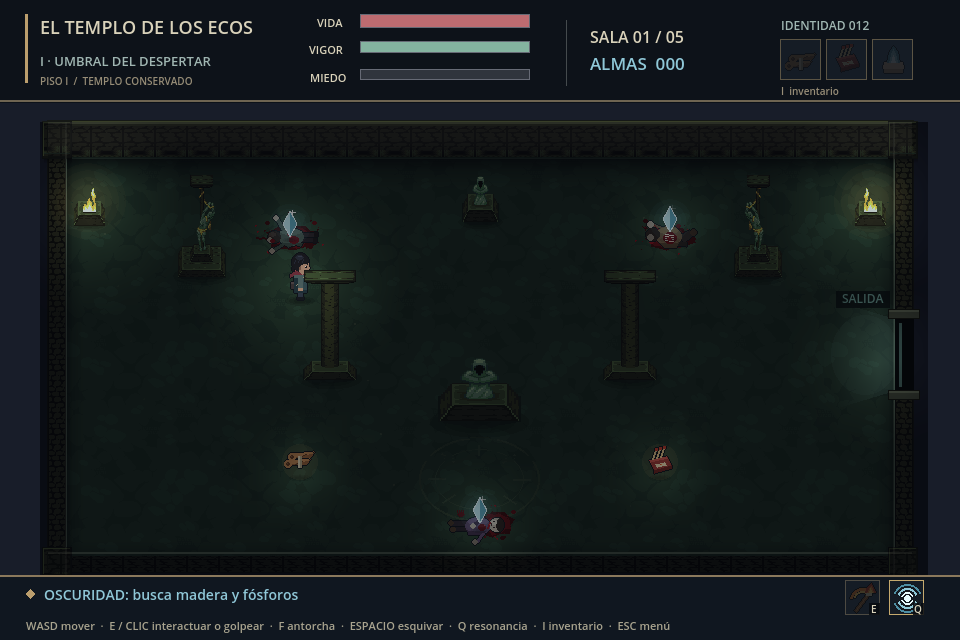 EL TEMPLO DE LOS ECOS
I · UMBRAL DEL DESPERTAR
PISO I / TEMPLO CONSERVADO
VIDA
VIGOR
MIEDO
SALA 01 / 05
ALMAS 000
IDENTIDAD 012
I inventario
SALIDA
OSCURIDAD: busca madera y fósforos
E
Q
WASD mover · E / CLIC interactuar o golpear · F antorcha · ESPACIO esquivar · Q resonancia · I inventario · ESC menú